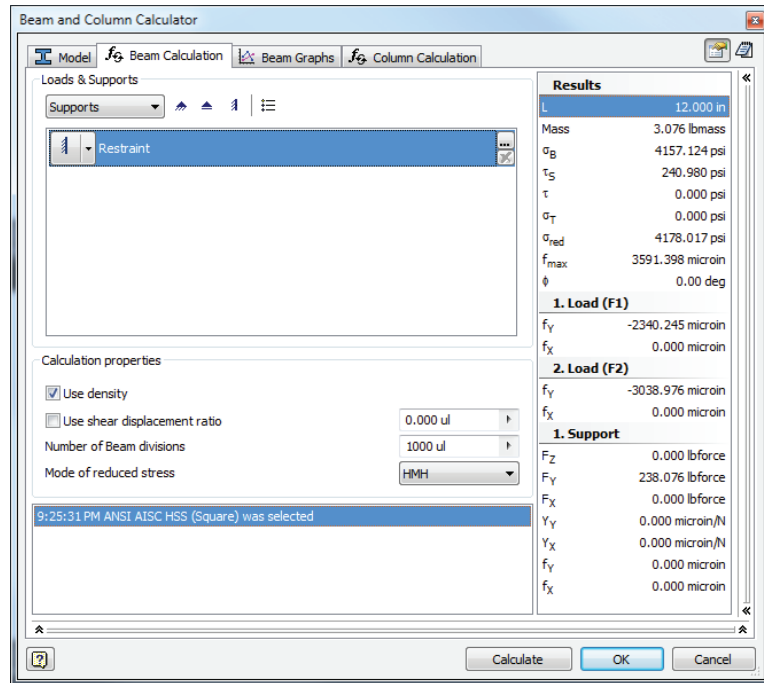 Beam and Column Calculator
Model
Beam Calculation
Beam Graphs
Column Calculation
Loads & Supports
Supports
Restraint
...
Calculation properties
Use density
Use shear displacement ratio 0.000 ul
Number of Beam divisions 1000 ul
Mode of reduced stress HMH
9:25:31 PM ANSI AISC HSS (Square) was selected
Results
L 12.000 in
Mass 3.076 lbmass
σB 4157.124 psi
τS 240.980 psi
τ 0.000 psi
σT 0.000 psi
σred 4178.017 psi
fmax 3591.398 microin
ϕ 0.00 deg
1. Load (F1)
fY -2340.245 microin
fX 0.000 microin
2. Load (F2)
fY -3038.976 microin
fX 0.000 microin
1. Support
FZ 0.000 lbforce
FY 238.076 lbforce
FX 0.000 lbforce
YY 0.000 microin/N
YX 0.000 microin/N
fY 0.000 microin
fX 0.000 microin
?
Calculate
OK
Cancel